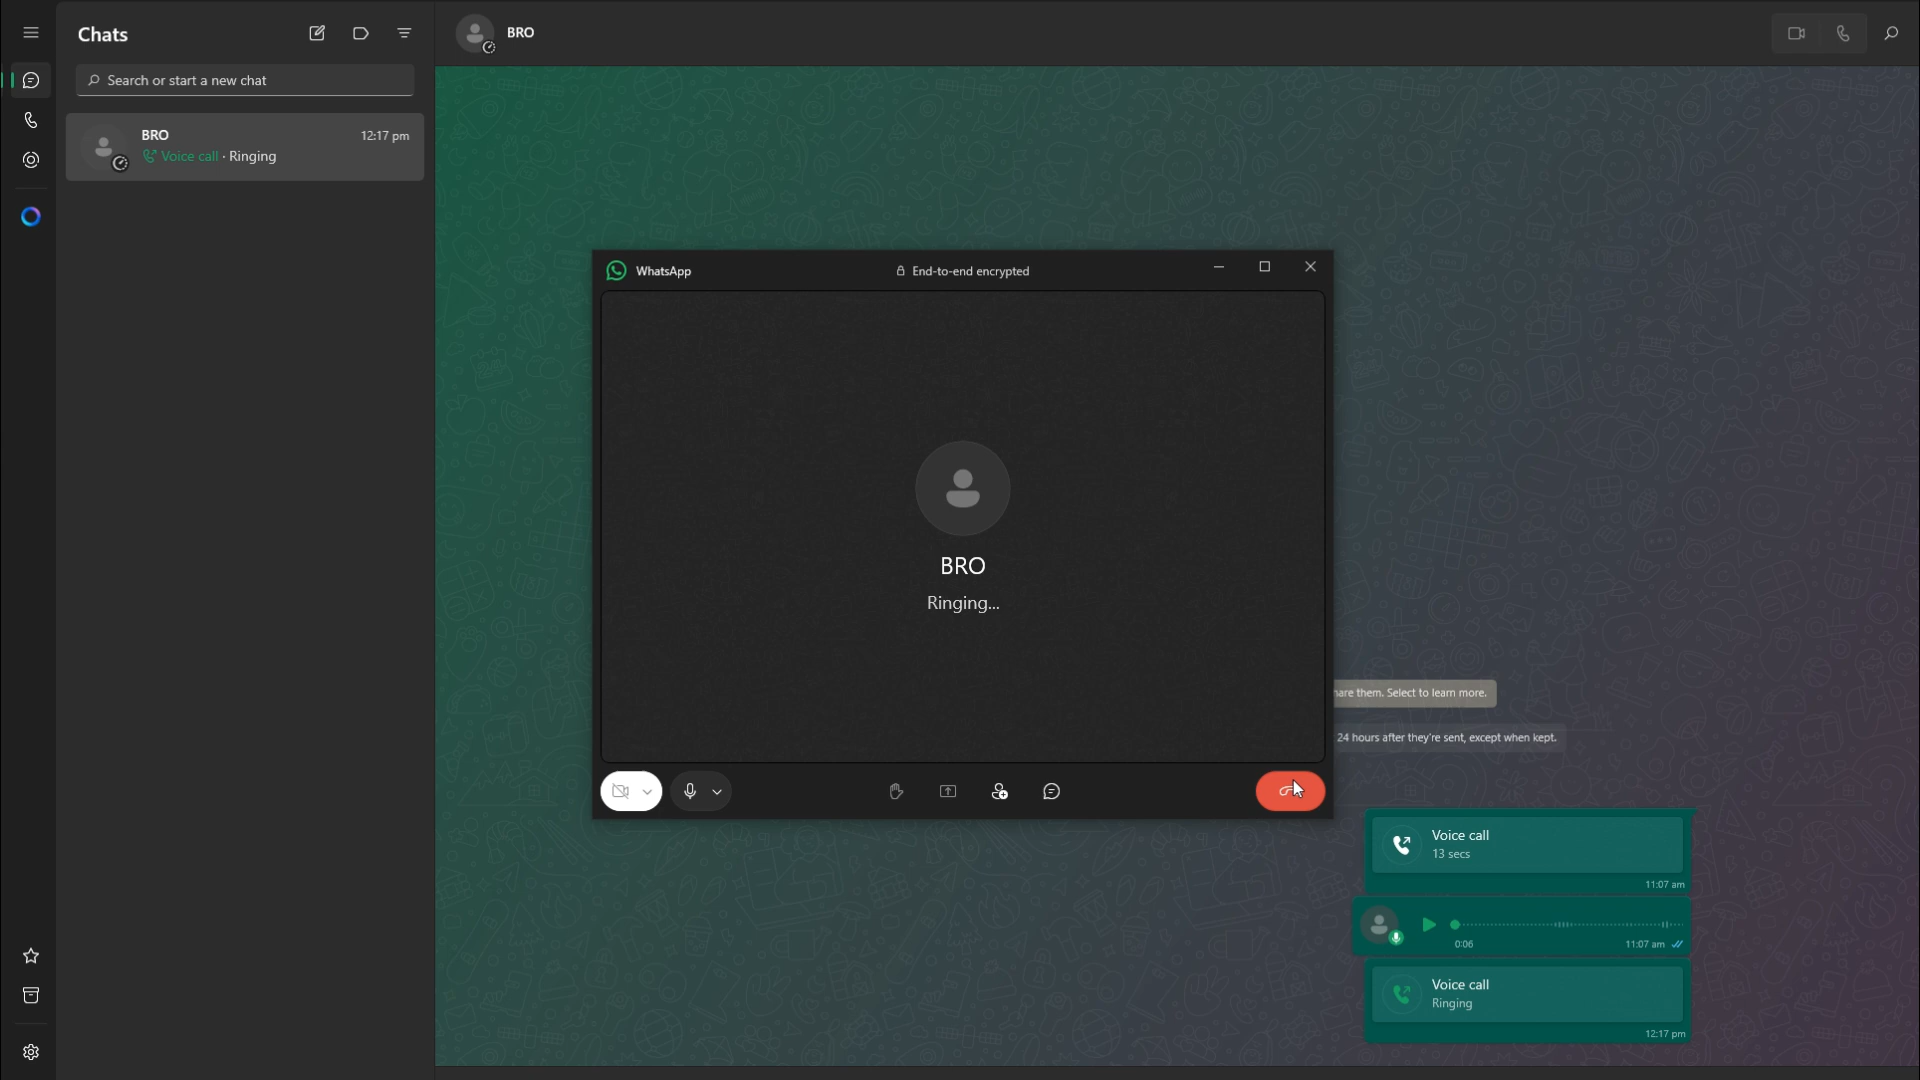 Chats
Search or start a new chat
BRO
12:17 pm
Voice call · Ringing
BRO
WhatsApp
End-to-end encrypted
BRO
Ringing...
them. Select to learn more.
24 hours after they're sent, except when kept.
Voice call
13 secs
11:07 am
0:06
11:07 am
Voice call
Ringing
12:17 pm